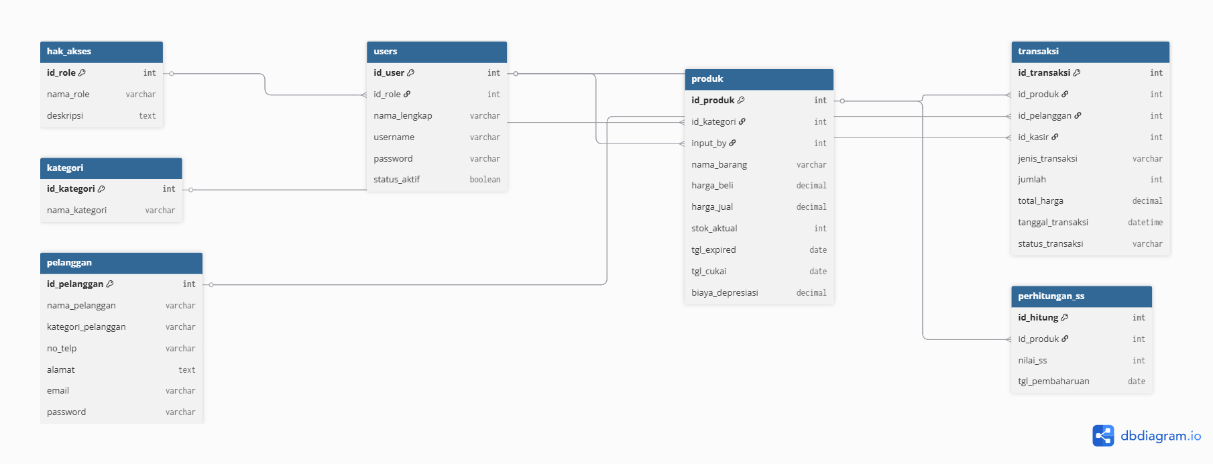 hak_akses
id_role int
nama_role varchar
deskripsi text
kategori
id_kategori int
nama_kategori varchar
pelanggan
id_pelanggan int
nama_pelanggan varchar
kategori_pelanggan varchar
no_telp varchar
alamat text
email varchar
password varchar
users
id_user int
id_role int
nama_lengkap varchar
username varchar
password varchar
status_aktif boolean
produk
id_produk int
id_kategori int
input_by int
nama_barang varchar
harga_beli decimal
harga_jual decimal
stok_aktual int
tgl_expired date
tgl_cukai date
biaya_depresiasi decimal
transaksi
id_transaksi int
id_produk int
id_pelanggan int
id_kasir int
jenis_transaksi varchar
jumlah int
total_harga decimal
tanggal_transaksi datetime
status_transaksi varchar
perhitungan_ss
id_hitung int
id_produk int
nilai_ss int
tgl_pembaharuan date
dbdiagram.io